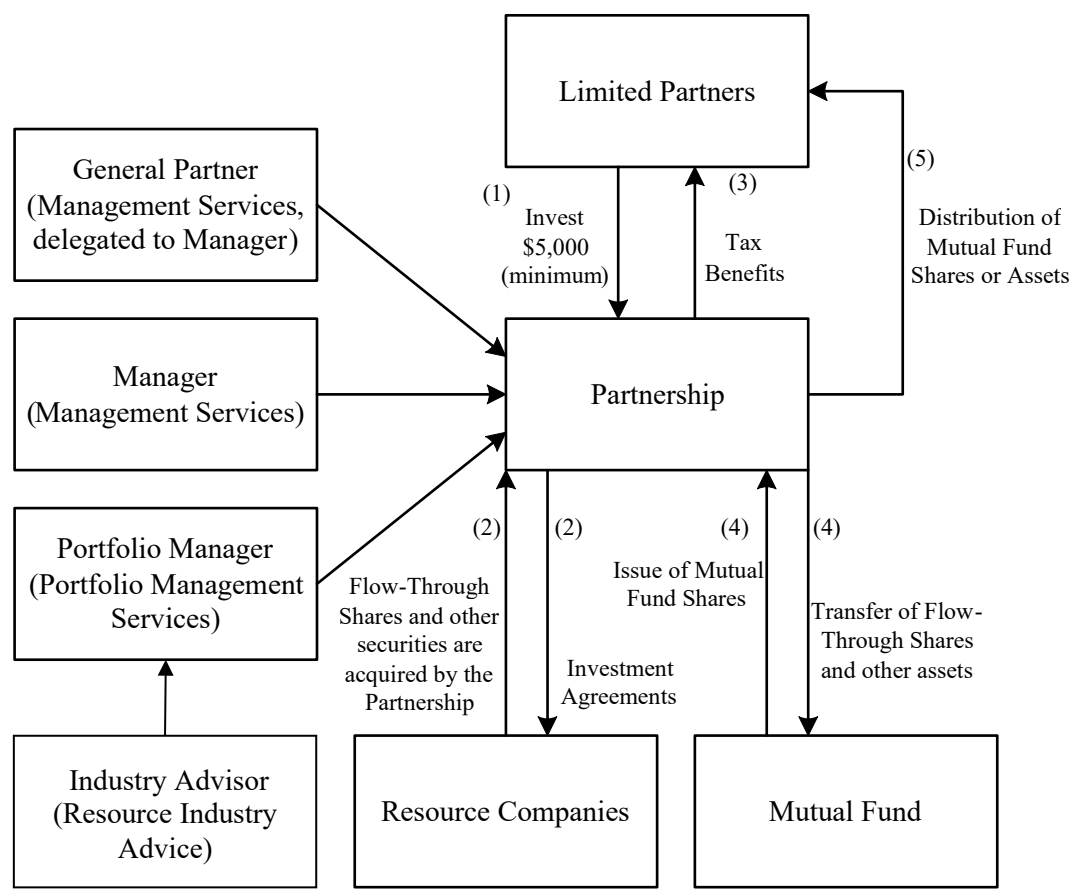 Limited Partners
General Partner
(Management Services,
delegated to Manager)
(1)
Invest
$5,000
(minimum)
(3)
Tax
Benefits
(5)
Distribution of
Mutual Fund
Shares or Assets
Manager
(Management Services)
Partnership
Portfolio Manager
(Portfolio Management
Services)
(2)
Flow-Through
Shares and other
securities are
acquired by the
Partnership
(2)
Investment
Agreements
(4)
Issue of Mutual
Fund Shares
(4)
Transfer of Flow-
Through Shares
and other assets
Industry Advisor
(Resource Industry
Advice)
Resource Companies
Mutual Fund